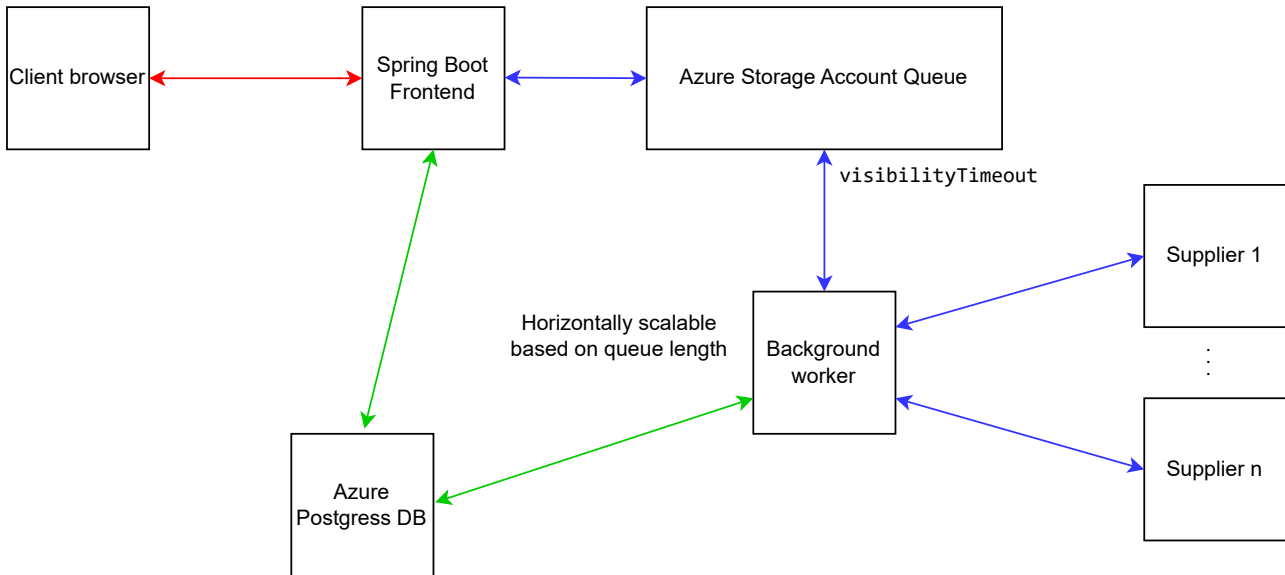 Client browser
Spring Boot
Frontend
Azure Storage Account Queue
visibilityTimeout
Supplier 1
Horizontally scalable
based on queue length
Background
worker
Supplier n
Azure
Postgress DB